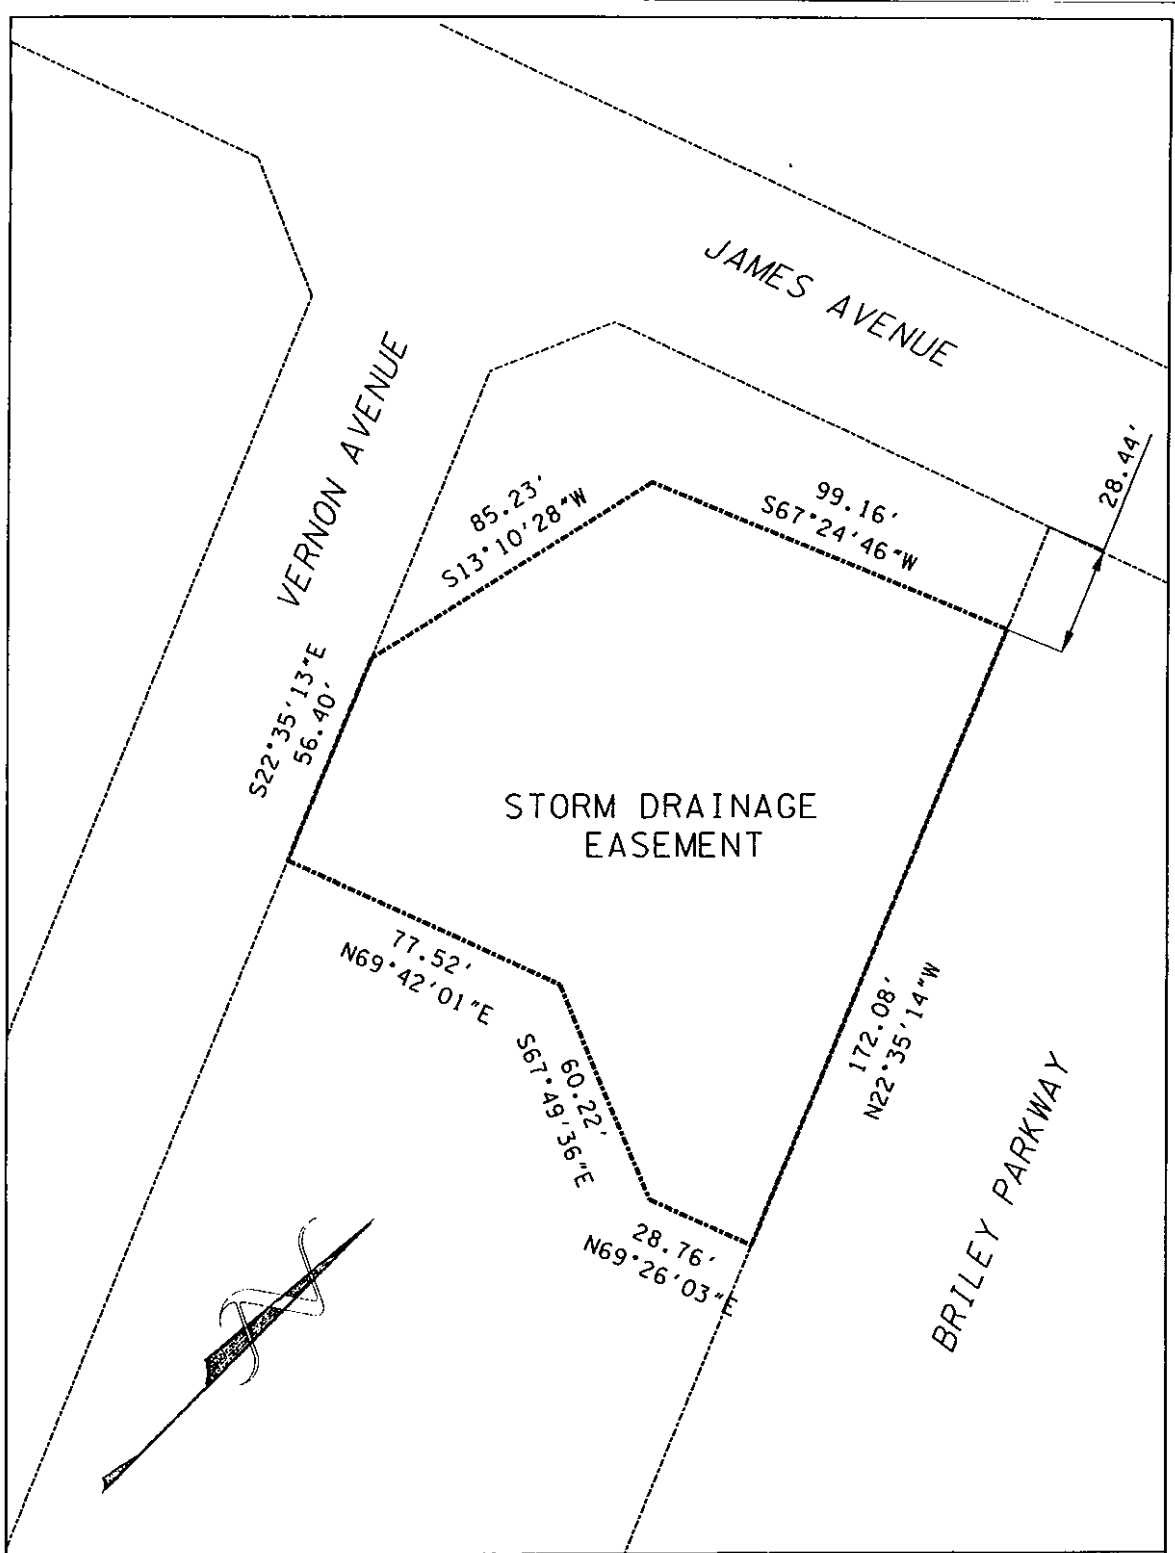 JAMES AVENUE
VERNON AVENUE
28.44'
99.16'
S67°24'46"W
85.23'
S13°10'28"W
S22°35'13"E
56.40'
STORM DRAINAGE
EASEMENT
77.52'
N69°42'01"E
60.22'
S67°49'36"E
172.08'
N22°35'14"W
28.76'
N69°26'03"E
BRILEY PARKWAY
N